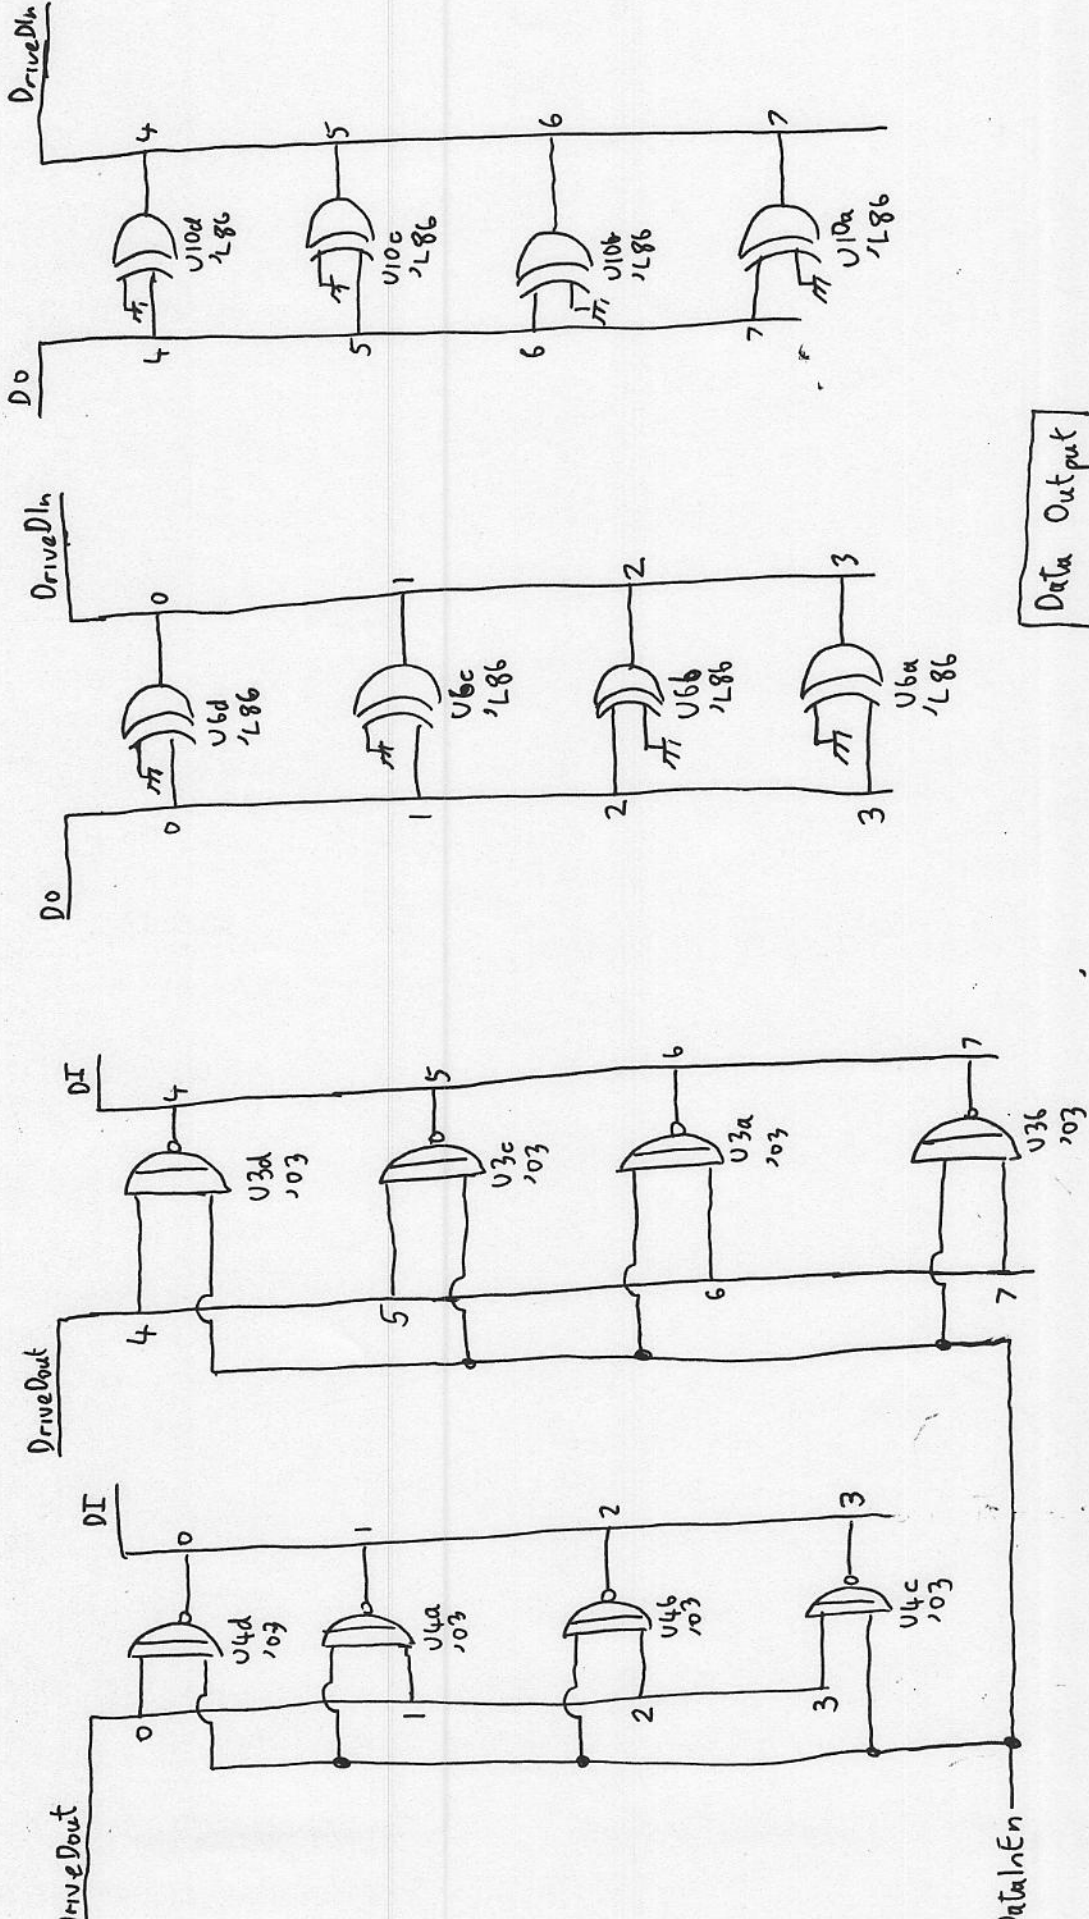 DriveDout
DI
0
0
U4d
'03
1
1
U4a
'03
2
2
U4b
'03
3
3
U4c
'03
DataInEn
DriveDout
DI
4
4
U3d
'03
5
5
U3c
'03
6
6
U3a
'03
7
7
U3b
'03
DO
DriveDIn
0
0
U6d
'L86
1
1
U6c
'L86
2
2
U6b
'L86
3
3
U6a
'L86
DO
DriveDIn
4
4
U10d
'L86
5
5
U10c
'L86
6
6
U10b
'L86
7
7
U10a
'L86
Data Output